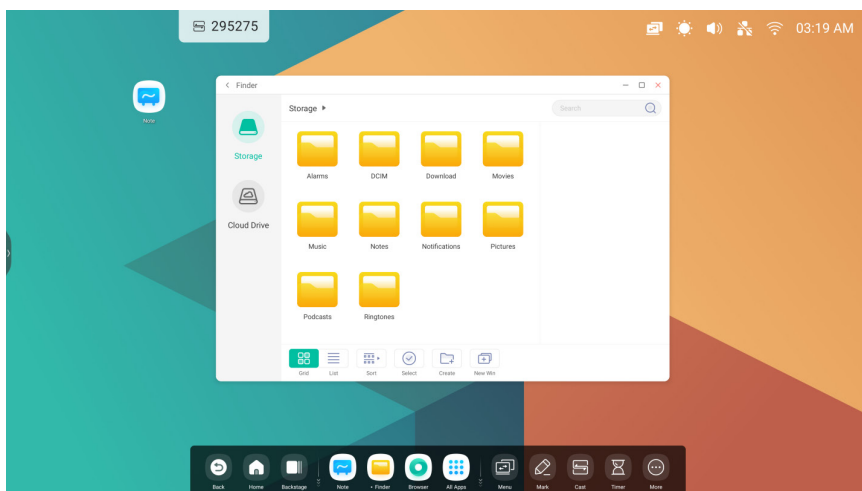 295275
03:19 AM
Note
Finder
Storage
Search
Storage
Cloud Drive
Alarms
DCIM
Download
Movies
Music
Notes
Notifications
Pictures
Podcasts
Ringtones
Grid
List
Sort
Select
Create
New Win
Back
Home
Backstage
Note
• Finder
Browser
All Apps
Menu
Mark
Cast
Timer
More